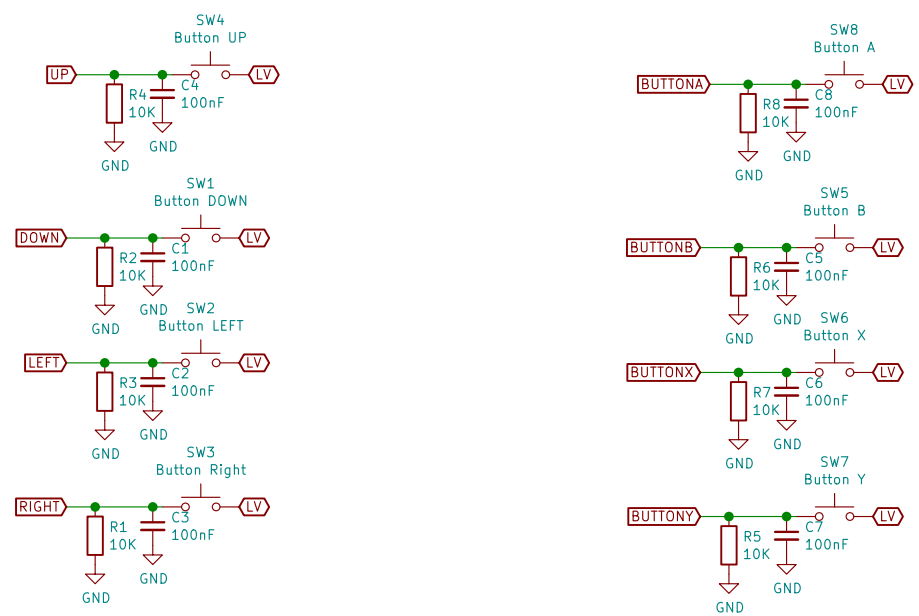 SW4
Button UP
UP
LV
R4
10K
C4
100nF
GND
GND
SW1
Button DOWN
DOWN
LV
R2
10K
C1
100nF
GND
GND
SW2
Button LEFT
LEFT
LV
R3
10K
C2
100nF
GND
GND
SW3
Button Right
RIGHT
LV
R1
10K
C3
100nF
GND
GND
SW8
Button A
BUTTONA
LV
R8
10K
C8
100nF
GND
GND
SW5
Button B
BUTTONB
LV
R6
10K
C5
100nF
GND
GND
SW6
Button X
BUTTONX
LV
R7
10K
C6
100nF
GND
GND
SW7
Button Y
BUTTONY
LV
R5
10K
C7
100nF
GND
GND